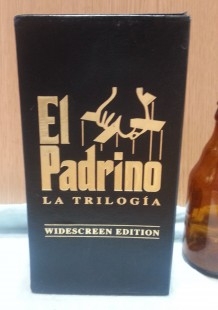 El
Padrino
LA TRILOGÍA
WIDESCREEN EDITION